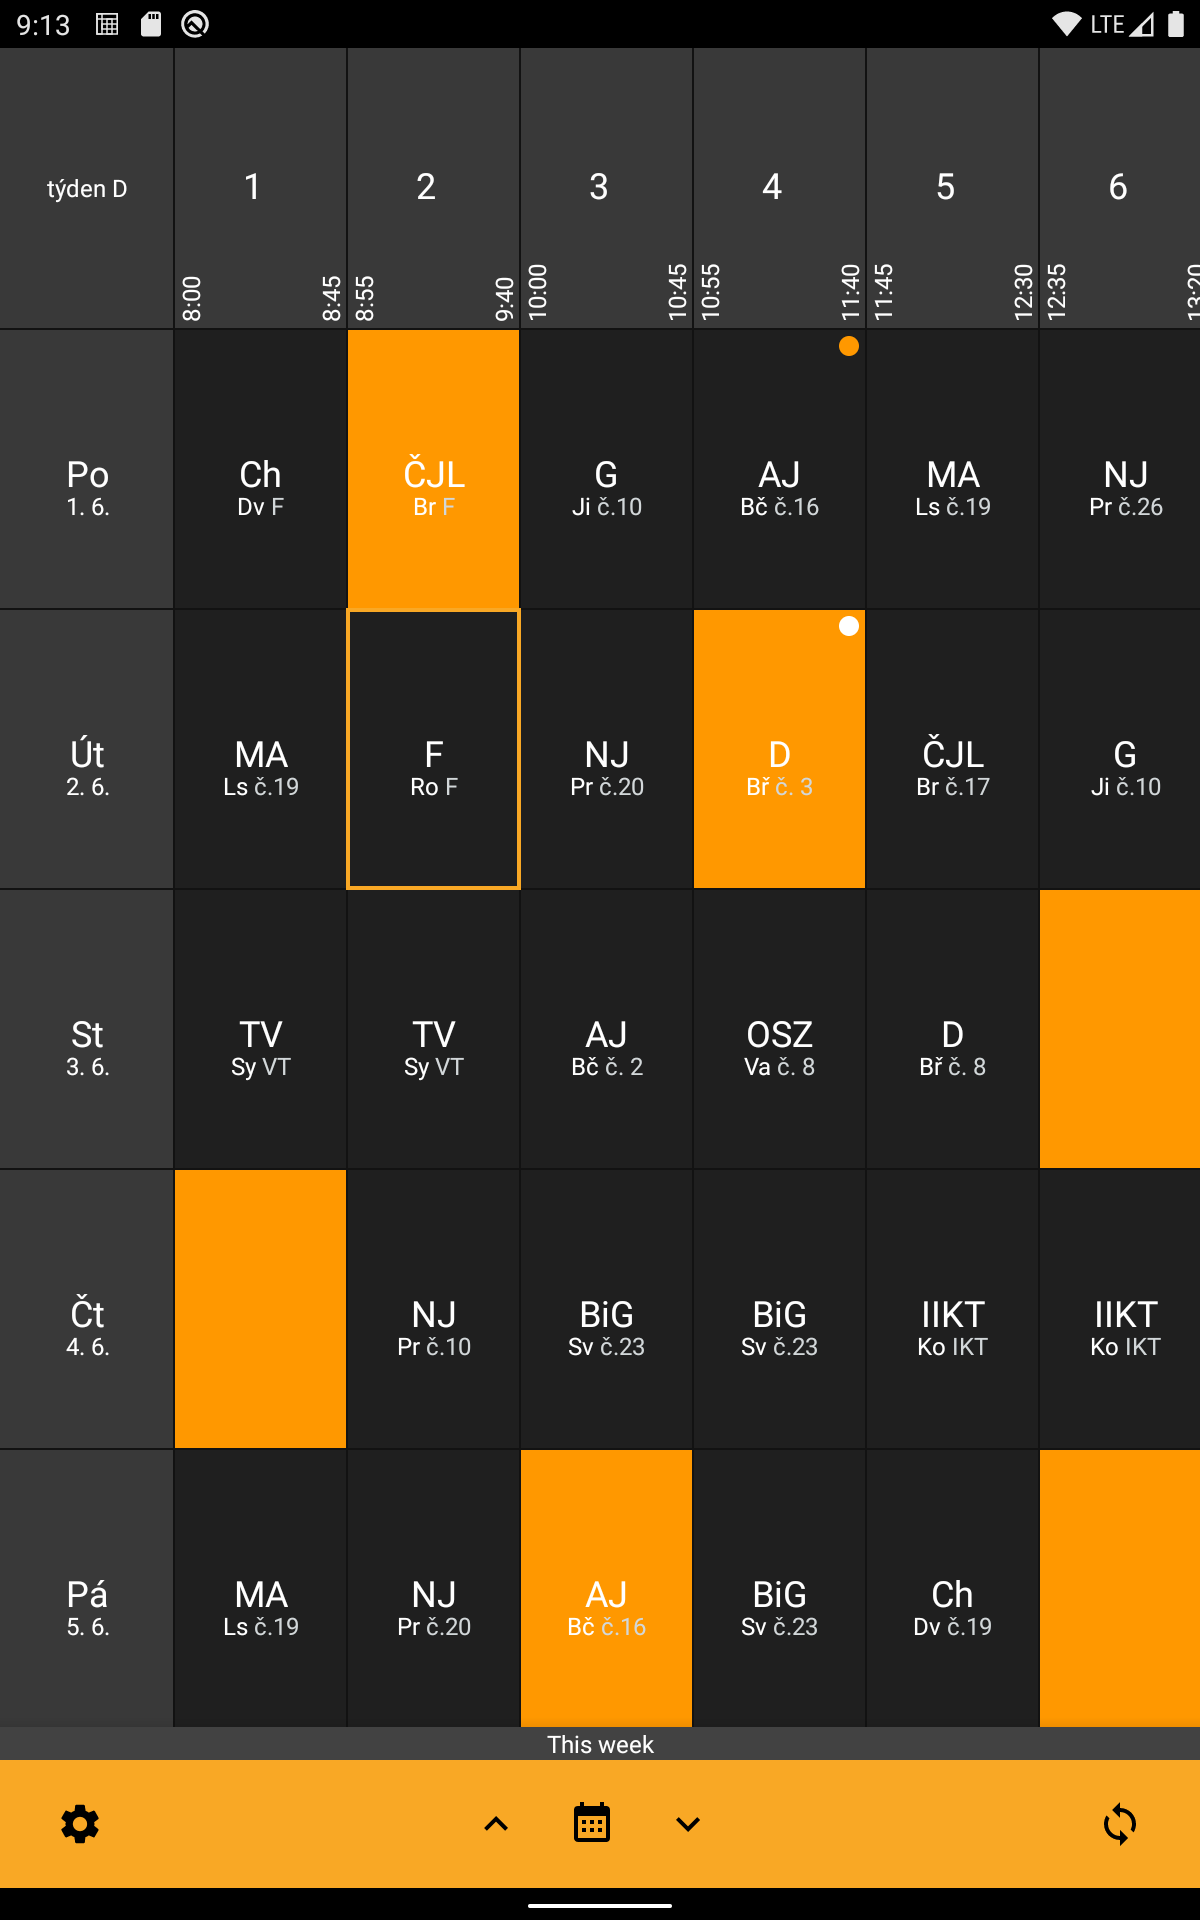 9:13 LTE
týden D 1 2 3 4 5 6
8:00 8:45 8:55 9:40 10:00 10:45 10:55 11:40 11:45 12:30 12:35 13:20
Po Ch ČJL G AJ MA NJ
1. 6. Dv F Br F Ji č.10 Bč č.16 Ls č.19 Pr č.26
Út MA F NJ D ČJL G
2. 6. Ls č.19 Ro F Pr č.20 Bř č. 3 Br č.17 Ji č.10
St TV TV AJ OSZ D
3. 6. Sy VT Sy VT Bč č. 2 Va č. 8 Bř č. 8
Čt NJ BiG BiG IIKT IIKT
4. 6. Pr č.10 Sv č.23 Sv č.23 Ko IKT Ko IKT
Pá MA NJ AJ BiG Ch
5. 6. Ls č.19 Pr č.20 Bč č.16 Sv č.23 Dv č.19
This week